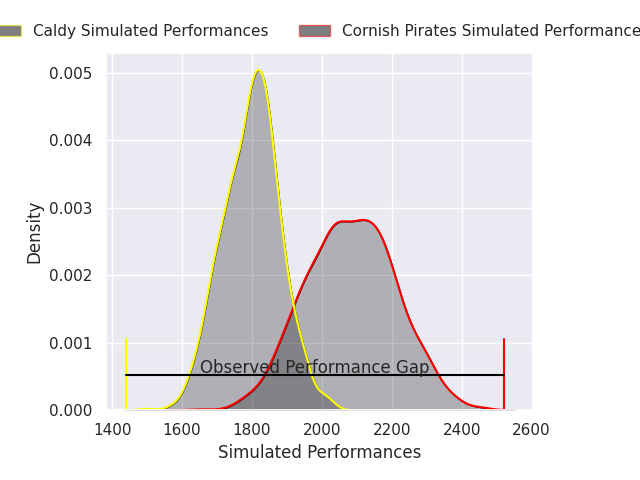 Caldy Simulated Performances
Cornish Pirates Simulated Performance
0.005
0.004
0.003
0.002
0.001
0.000
Density
Observed Performance Gap
1400 1600 1800 2000 2200 2400 2600
Simulated Performances